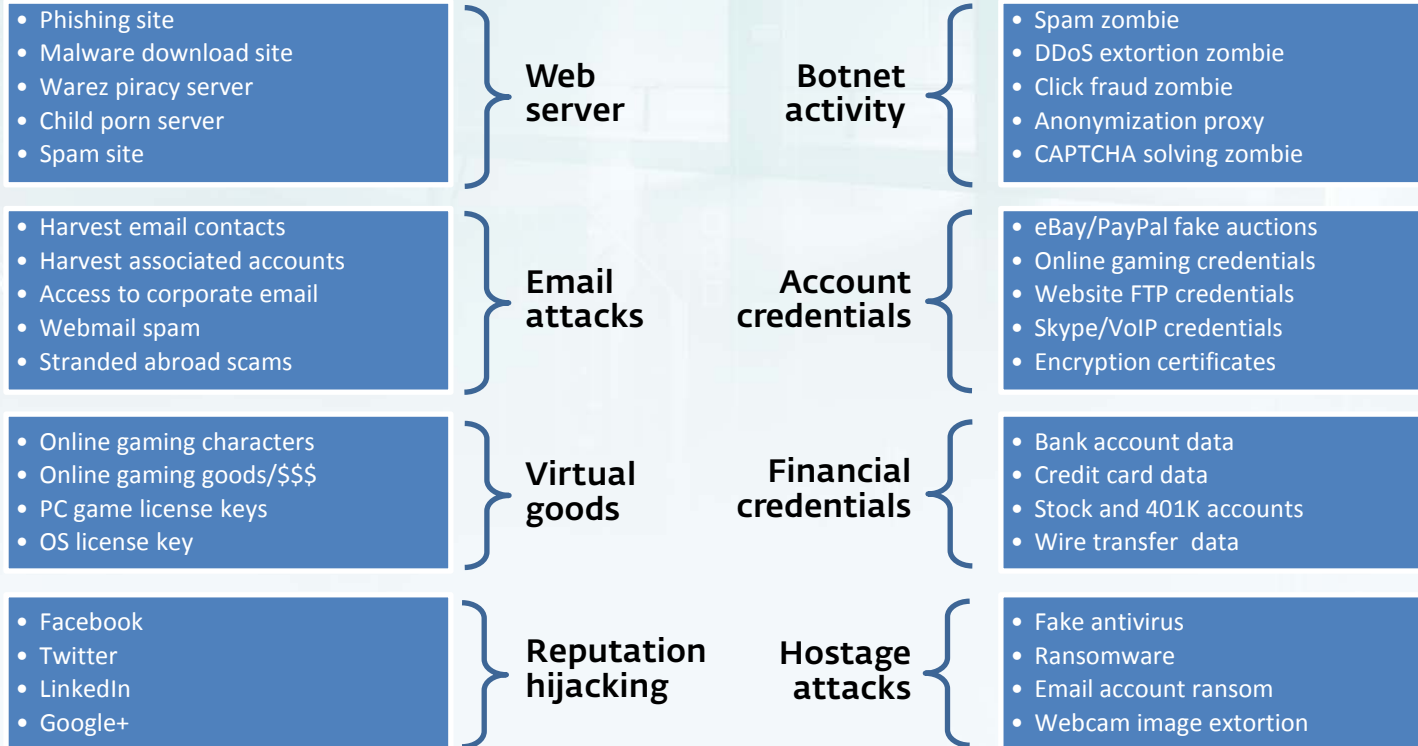 • Phishing site
• Malware download site
• Warez piracy server
• Child porn server
• Spam site
Web
server
Botnet
activity
• Spam zombie
• DDoS extortion zombie
• Click fraud zombie
• Anonymization proxy
• CAPTCHA solving zombie
• Harvest email contacts
• Harvest associated accounts
• Access to corporate email
• Webmail spam
• Stranded abroad scams
Email
attacks
Account
credentials
• eBay/PayPal fake auctions
• Online gaming credentials
• Website FTP credentials
• Skype/VoIP credentials
• Encryption certificates
• Online gaming characters
• Online gaming goods/$$$
• PC game license keys
• OS license key
Virtual
goods
Financial
credentials
• Bank account data
• Credit card data
• Stock and 401K accounts
• Wire transfer data
• Facebook
• Twitter
• LinkedIn
• Google+
Reputation
hijacking
Hostage
attacks
• Fake antivirus
• Ransomware
• Email account ransom
• Webcam image extortion